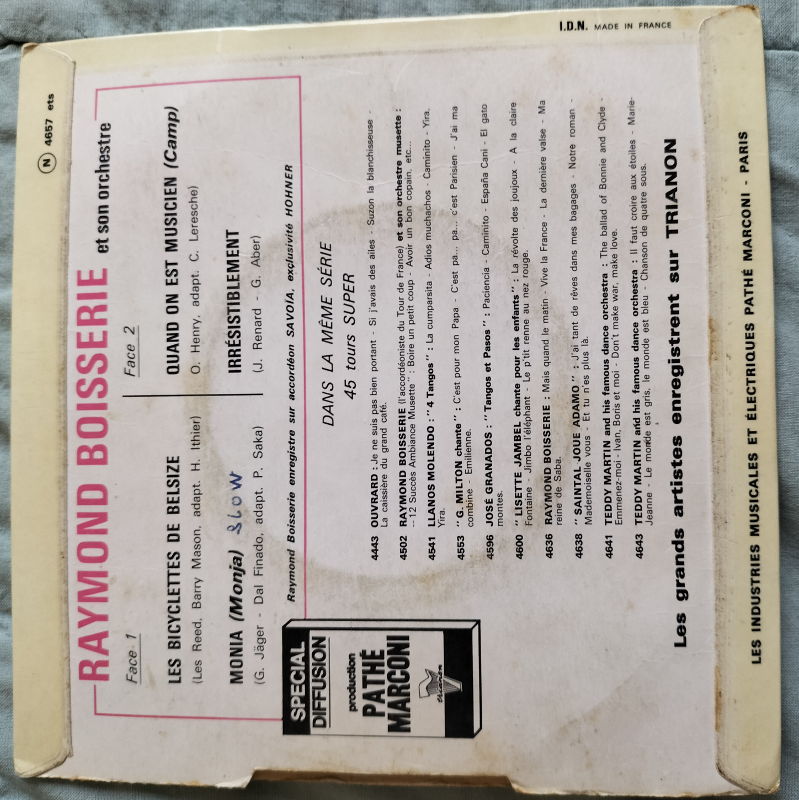 Ⓝ 4657 ets
I.D.N. MADE IN FRANCE
RAYMOND BOISSERIE et son orchestre
Face 1
LES BICYCLETTES DE BELSIZE
(Les Reed, Barry Mason, adapt. H. Ithier)
MONIA (Monja) SLOW
(G. Jäger - Dal Finado, adapt. P. Saka)
Face 2
QUAND ON EST MUSICIEN (Camp)
O. Henry, adapt. C. Leresche)
IRRÉSISTIBLEMENT
(J. Renard - G. Aber)
Raymond Boisserie enregistre sur accordéon SAVOÏA, exclusivité HOHNER
DANS LA MÊME SÉRIE
45 tours SUPER
4443 OUVRARD : Je ne suis pas bien portant - Si j'avais des ailes - Suzon la blanchisseuse -
La caissière du grand café.
4502 RAYMOND BOISSERIE (l'accordéoniste du Tour de France) et son orchestre musette :
--12 Succès Ambiance Musette" : Boire un petit coup - Avoir un bon copain, etc...
4541 LLANOS MOLENDO : " 4 Tangos" : La cumparsita - Adios muchachos - Caminito - Yira,
Yira.
4553 " G. MILTON chante" : C'est pour mon Papa - C'est pa... pa... c'est Parisien - J'ai ma
combine - Emilienne.
4596 JOSÉ GRANADOS : "Tangos et Pasos" : Paciencia - Caminito - España Cani - El gato
montes.
4600 " LISETTE JAMBEL chante pour les enfants" : La révolte des joujoux - A la claire
Fontaine - Jimbo l'éléphant - Le p'tit renne au nez rouge.
4636 RAYMOND BOISSERIE : Mais quand le matin - Vive la France - La dernière valse - Ma
reine de Saba.
4638 " SAINTAL JOUE ADAMO" : J'ai tant de rêves dans mes bagages - Notre roman -
Mademoiselle vous - Et tu n'es plus là.
4641 TEDDY MARTIN and his famous dance orchestra : The ballad of Bonnie and Clyde -
Emmenez-moi - Ivan, Boris et moi - Don't make war, make love.
4643 TEDDY MARTIN and his famous dance orchestra : Il faut croire aux étoiles - Marie-
Jeanne - Le monde est gris, le monde est bleu - Chanson de quatre sous.
SPECIAL
DIFFUSION
production
PATHÉ
MARCONI
Les grands artistes enregistrent sur TRIANON
LES INDUSTRIES MUSICALES ET ÉLECTRIQUES PATHÉ MARCONI - PARIS